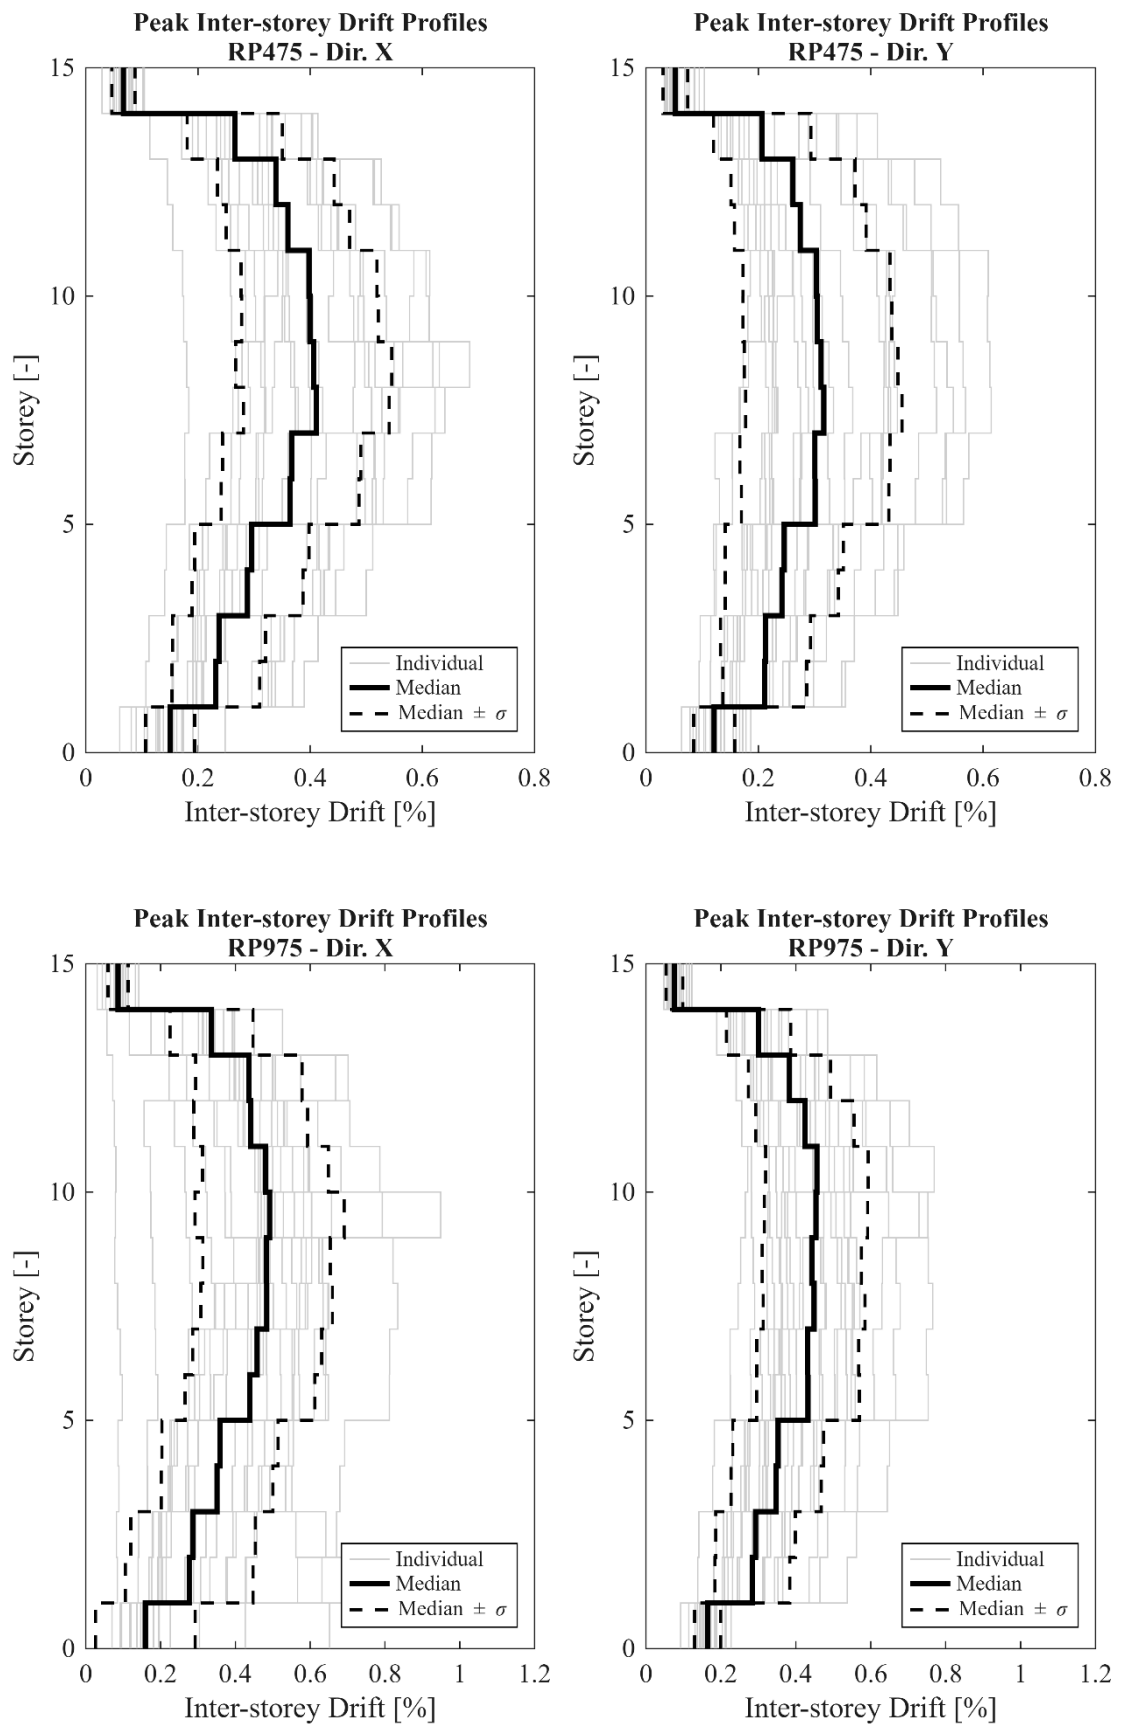 Peak Inter-storey Drift Profiles
RP475 - Dir. X
15
10
5
0
Storey [-]
Individual
Median
Median ± σ
0 0.2 0.4 0.6 0.8
Inter-storey Drift [%]
Peak Inter-storey Drift Profiles
RP475 - Dir. Y
15
10
5
0
Storey [-]
Individual
Median
Median ± σ
0 0.2 0.4 0.6 0.8
Inter-storey Drift [%]
Peak Inter-storey Drift Profiles
RP975 - Dir. X
15
10
5
0
Storey [-]
Individual
Median
Median ± σ
0 0.2 0.4 0.6 0.8 1 1.2
Inter-storey Drift [%]
Peak Inter-storey Drift Profiles
RP975 - Dir. Y
15
10
5
0
Storey [-]
Individual
Median
Median ± σ
0 0.2 0.4 0.6 0.8 1 1.2
Inter-storey Drift [%]